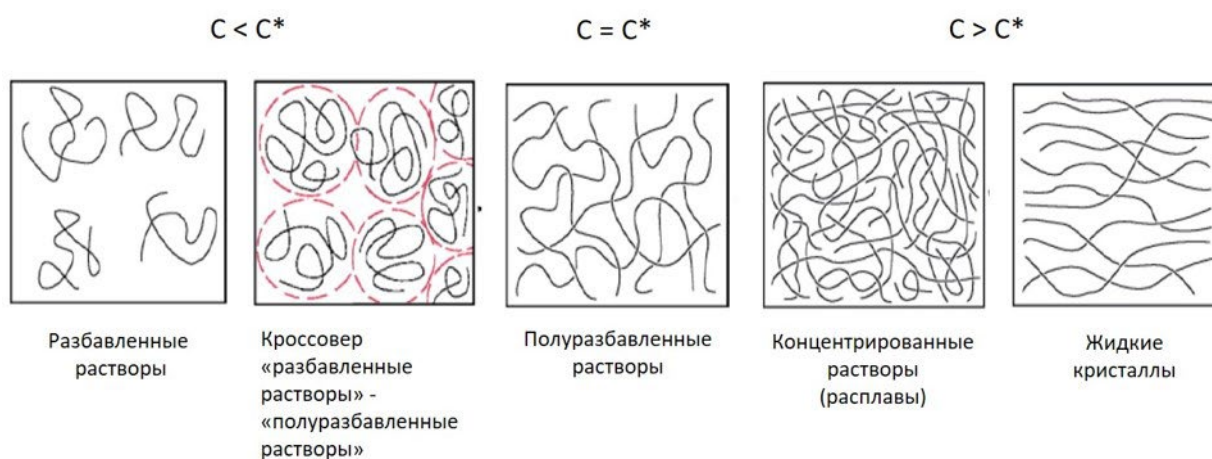 C < C*
C = C*
C > C*
Разбавленные
растворы
Кроссовер
«разбавленные
растворы» -
«полуразбавленные
растворы»
Полуразбавленные
растворы
Концентрированные
растворы
(расплавы)
Жидкие
кристаллы